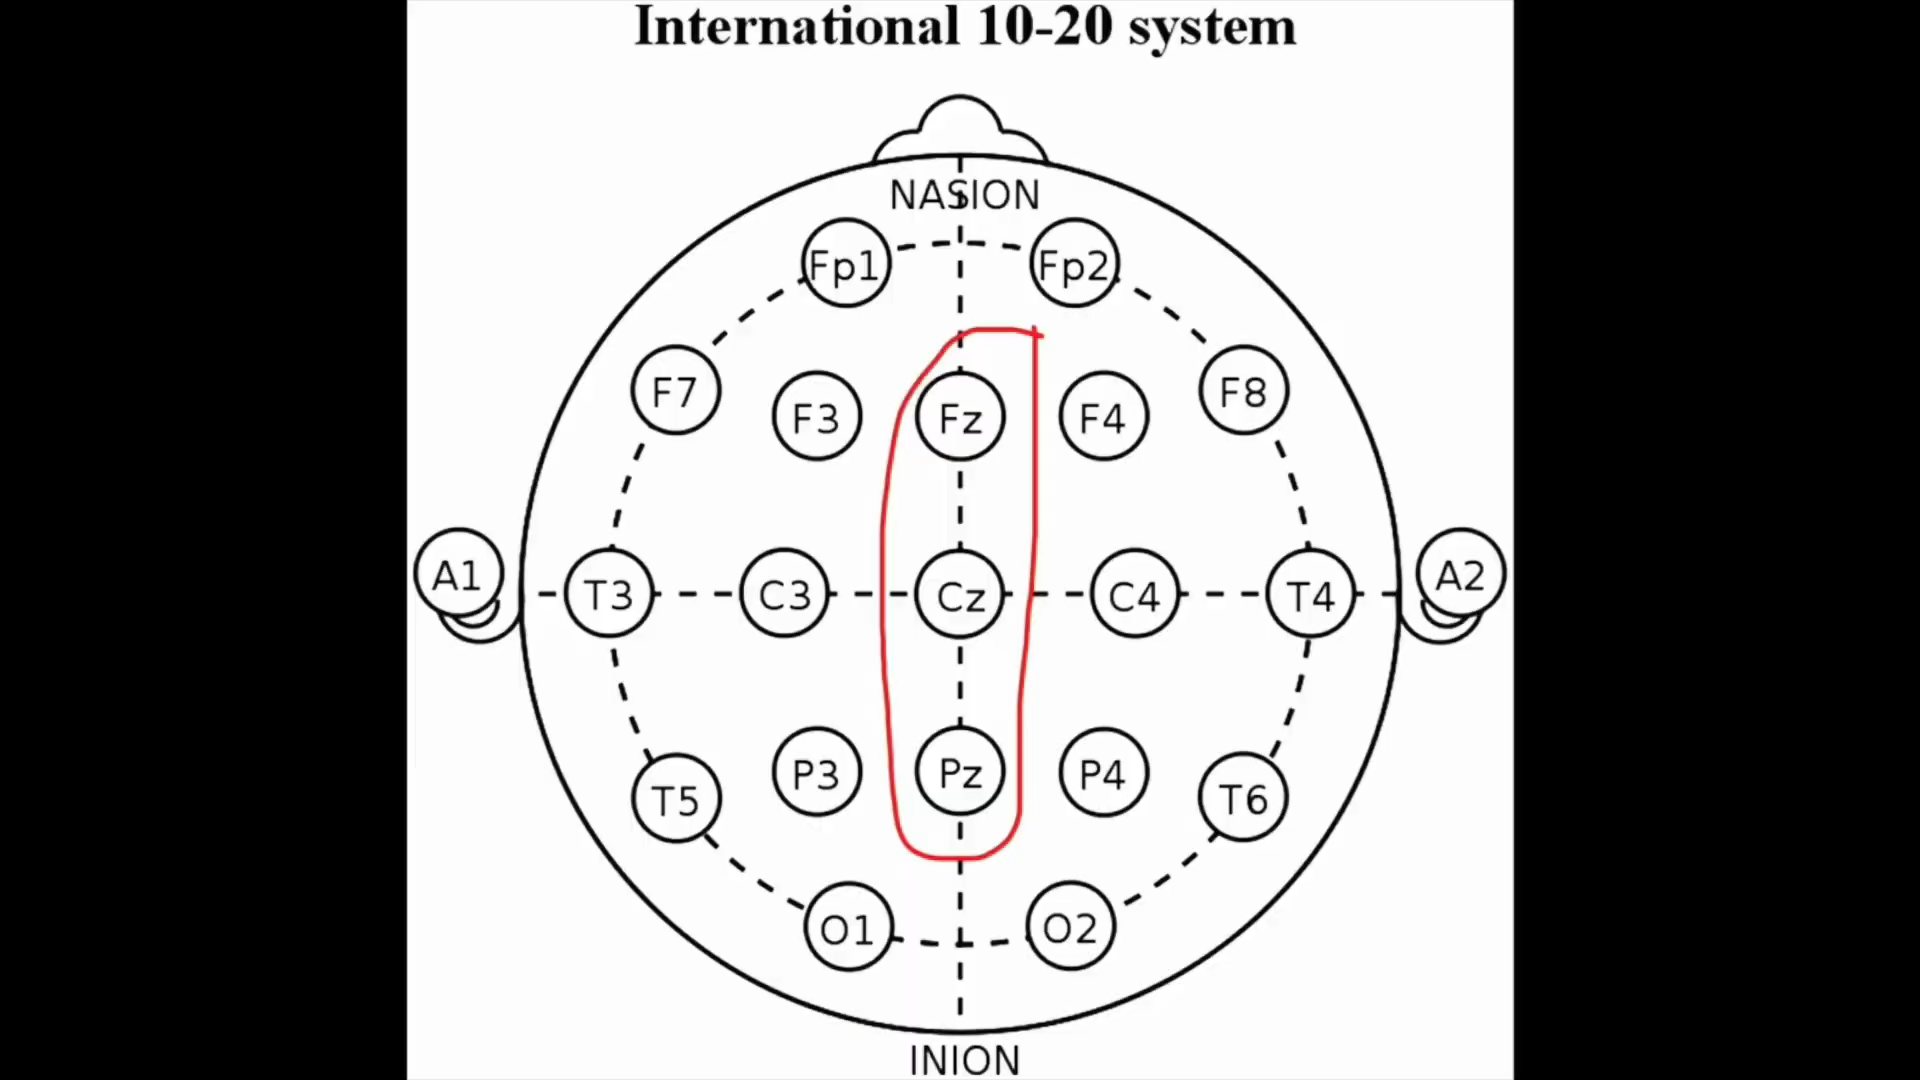 International 10-20 system
NASION
Fp1 Fp2
F7 F3 Fz F4 F8
A1 T3 C3 Cz C4 T4 A2
T5 P3 Pz P4 T6
O1 O2
INION